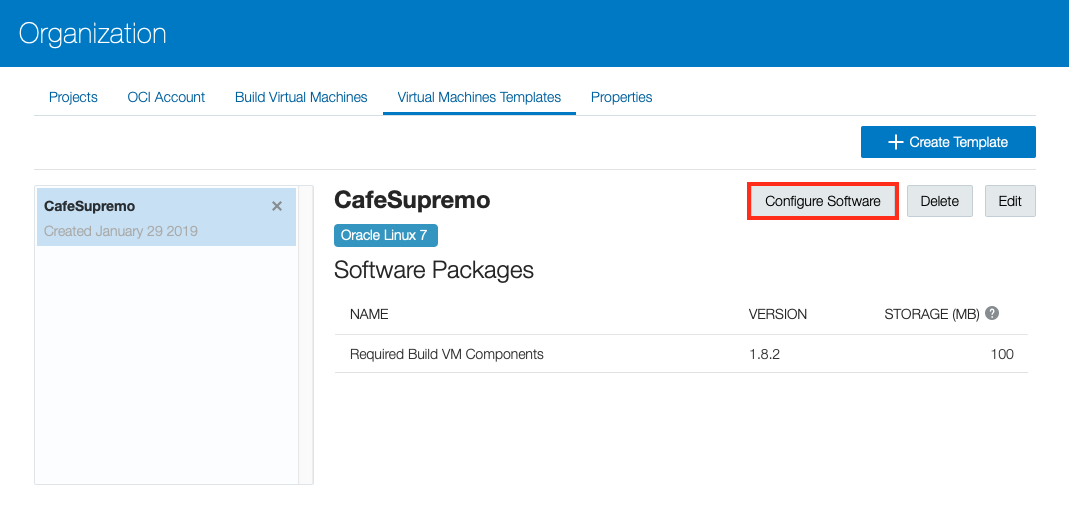 Organization
Projects OCI Account Build Virtual Machines Virtual Machines Templates Properties
+ Create Template
CafeSupremo ×
Created January 29 2019
CafeSupremo Configure Software Delete Edit
Oracle Linux 7
Software Packages
NAME VERSION STORAGE (MB) ?
Required Build VM Components 1.8.2 100